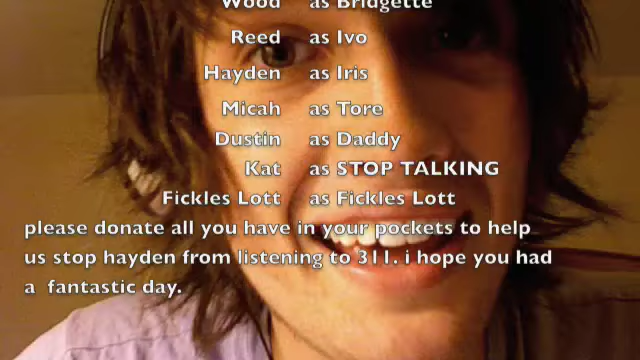 Wood as Bridgette
Reed as Ivo
Hayden as Iris
Micah as Tore
Dustin as Daddy
Kat as STOP TALKING
Fickles Lott as Fickles Lott
please donate all you have in your pockets to help
us stop hayden from listening to 311. i hope you had
a fantastic day.